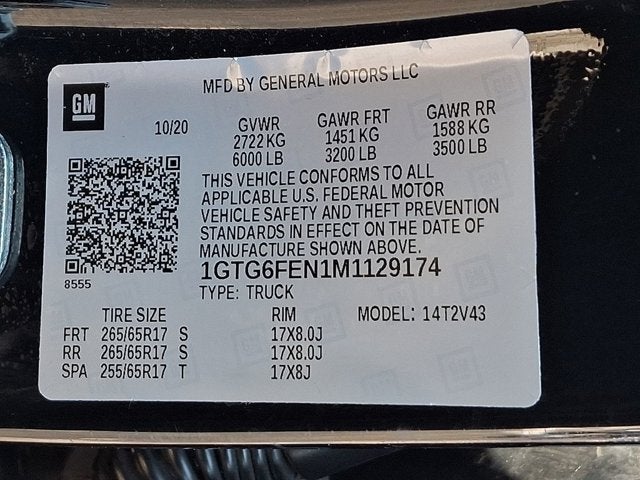 MFD BY GENERAL MOTORS LLC
GM
10/20 GVWR GAWR FRT GAWR RR
2722 KG 1451 KG 1588 KG
6000 LB 3200 LB 3500 LB
THIS VEHICLE CONFORMS TO ALL
APPLICABLE U.S. FEDERAL MOTOR
VEHICLE SAFETY AND THEFT PREVENTION
STANDARDS IN EFFECT ON THE DATE OF
MANUFACTURE SHOWN ABOVE.
1GTG6FEN1M1129174
8555
TYPE: TRUCK
TIRE SIZE RIM MODEL: 14T2V43
FRT 265/65R17 S 17X8.0J
RR 265/65R17 S 17X8.0J
SPA 255/65R17 T 17X8J